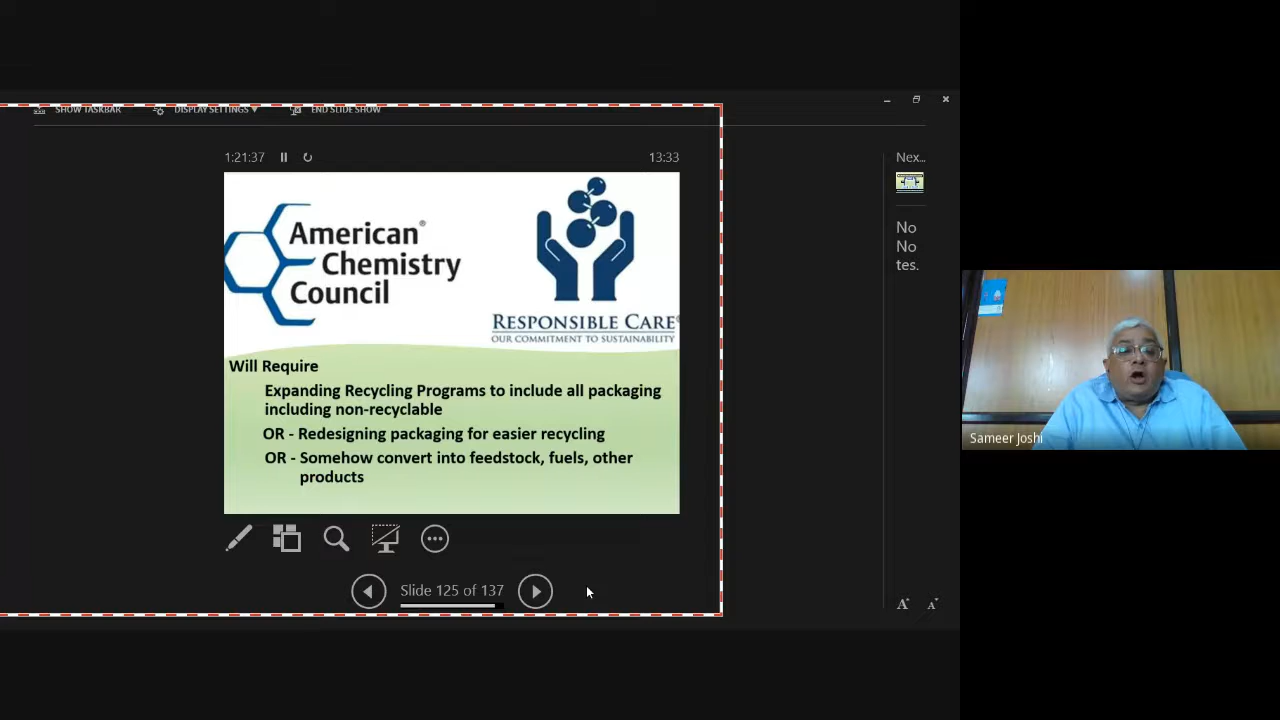 SHOW TASKBAR DISPLAY SETTINGS ▼ END SLIDE SHOW
1:21:37 13:33
Nex...
No
No
tes.
American®
Chemistry
Council
RESPONSIBLE CARE®
OUR COMMITMENT TO SUSTAINABILITY
Will Require
Expanding Recycling Programs to include all packaging
including non-recyclable
OR - Redesigning packaging for easier recycling
OR - Somehow convert into feedstock, fuels, other
products
Slide 125 of 137
A A
Sameer Joshi